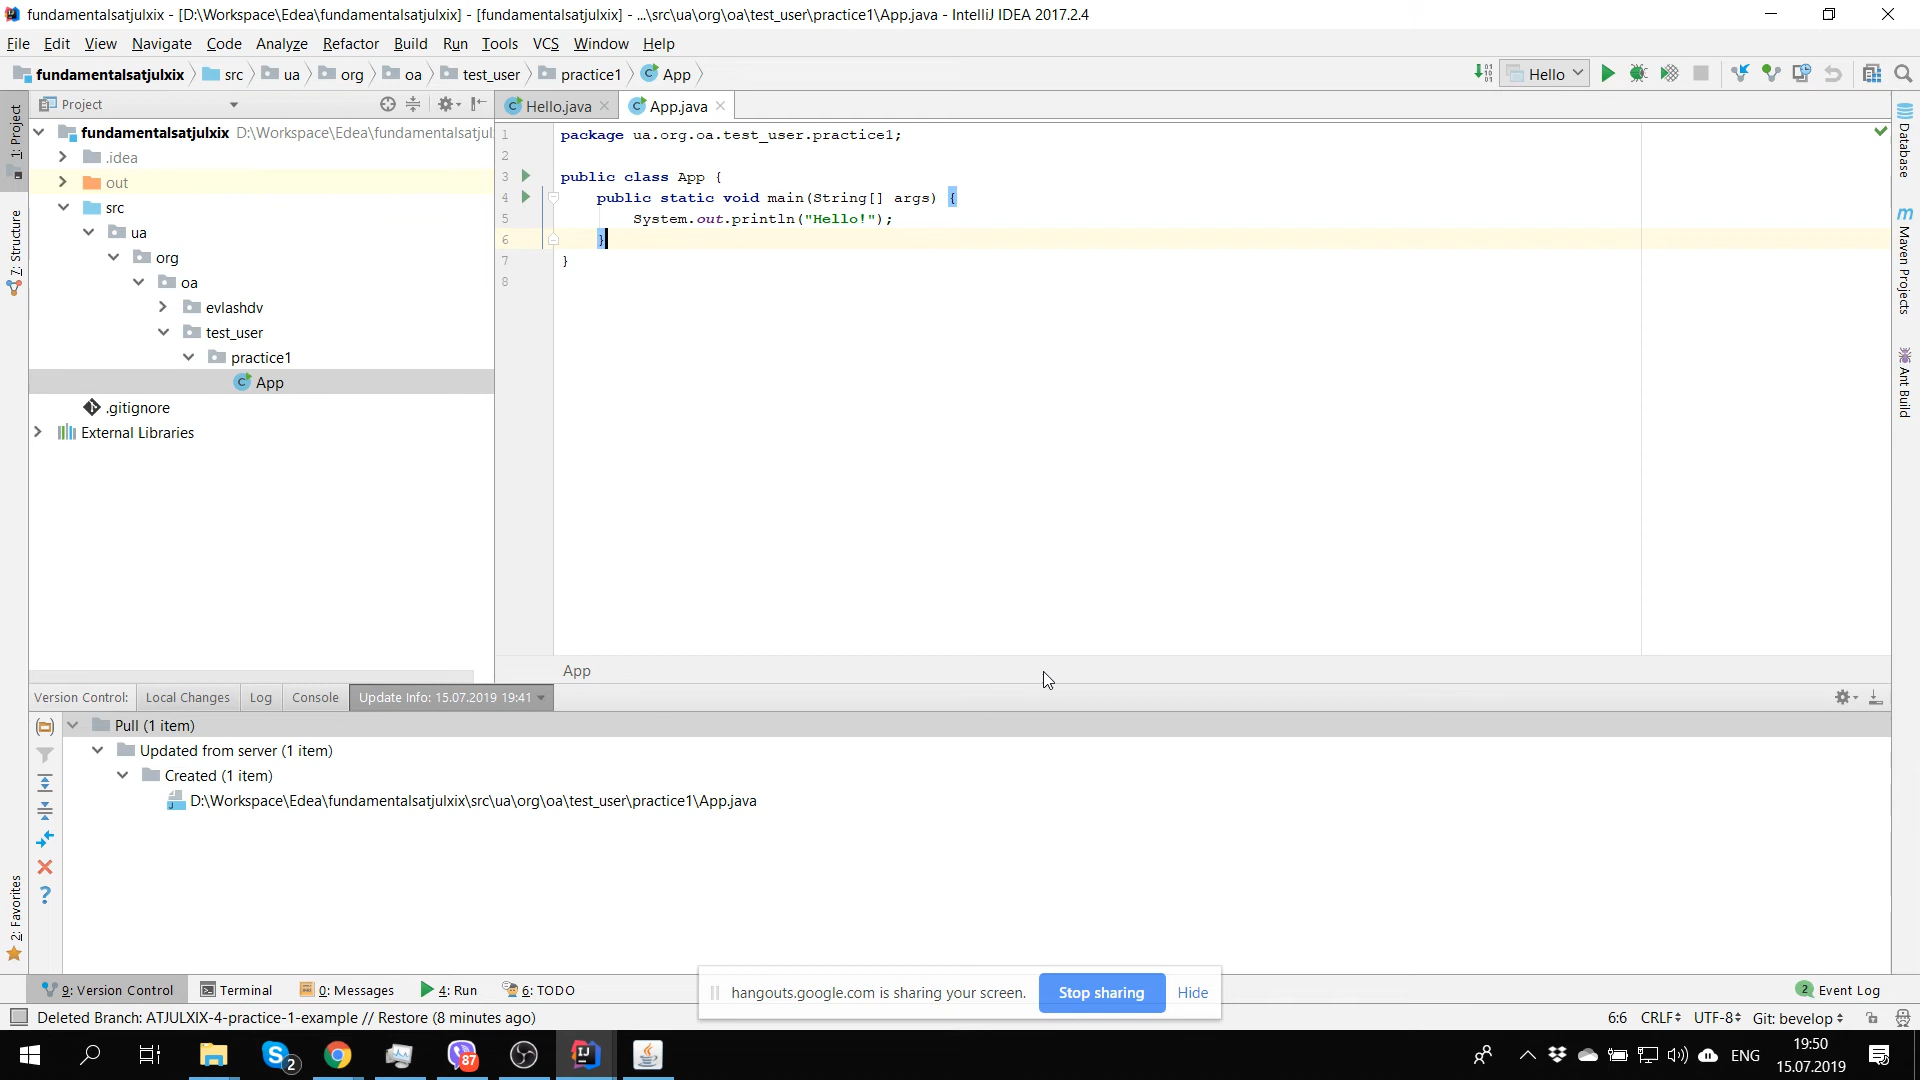 fundamentalsatjulxix - [D:\Workspace\Edea\fundamentalsatjulxix] - [fundamentalsatjulxix] - ...\src\ua\org\oa\test_user\practice1\App.java - IntelliJ IDEA 2017.2.4
File Edit View Navigate Code Analyze Refactor Build Run Tools VCS Window Help
fundamentalsatjulxix src ua org oa test_user practice1 App Hello
Project
Hello.java App.java
1: Project
7: Structure
2: Favorites
fundamentalsatjulxix D:\Workspace\Edea\fundamentalsatjul
.idea
out
src
ua
org
oa
evlashdv
test_user
practice1
App
.gitignore
External Libraries
1 package ua.org.oa.test_user.practice1;
2
3 public class App {
4 public static void main(String[] args) {
5 System.out.println("Hello!");
6 }
7 }
8
App
Database
Maven Projects
Ant Build
Version Control: Local Changes Log Console Update Info: 15.07.2019 19:41
Pull (1 item)
Updated from server (1 item)
Created (1 item)
D:\Workspace\Edea\fundamentalsatjulxix\src\ua\org\oa\test_user\practice1\App.java
9: Version Control Terminal 0: Messages 4: Run 6: TODO
hangouts.google.com is sharing your screen. Stop sharing Hide
2 Event Log
Deleted Branch: ATJULXIX-4-practice-1-example // Restore (8 minutes ago)
6:6 CRLF UTF-8 Git: bevelop
2 87 ENG
19:50
15.07.2019